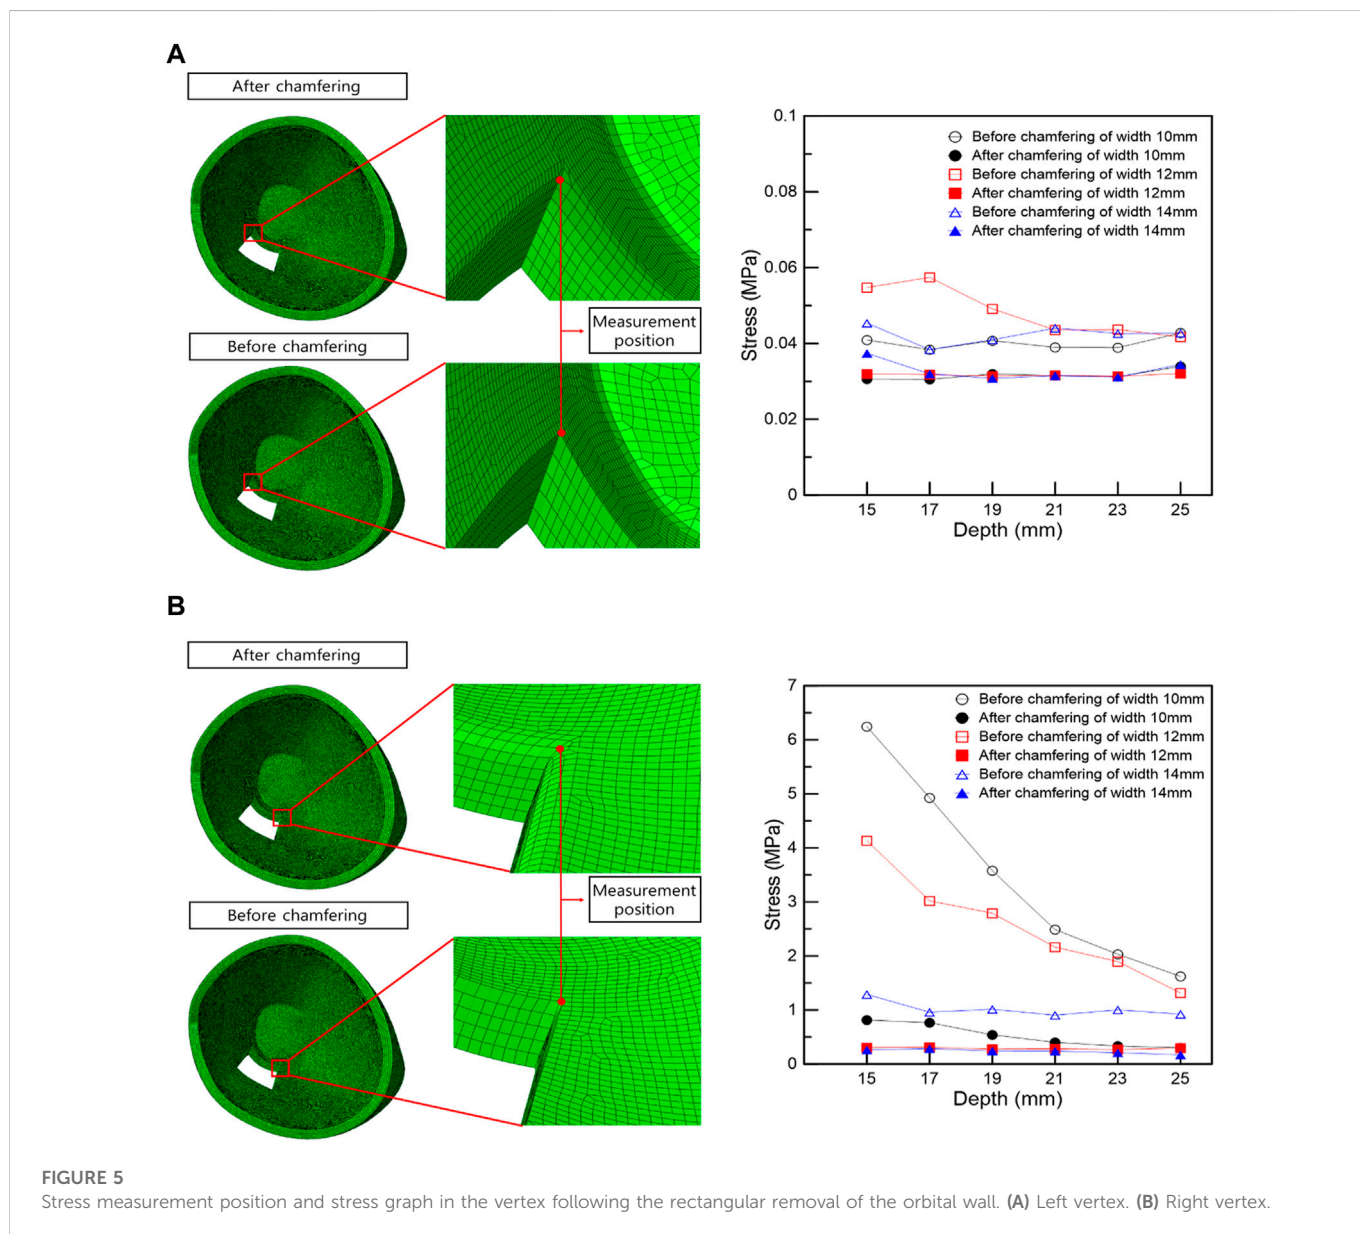 A
After chamfering
Before chamfering
Measurement
position
0.1
0.08
0.06
0.04
0.02
0
Stress (MPa)
Before chamfering of width 10mm
After chamfering of width 10mm
Before chamfering of width 12mm
After chamfering of width 12mm
Before chamfering of width 14mm
After chamfering of width 14mm
15 17 19 21 23 25
Depth (mm)
B
After chamfering
Before chamfering
Measurement
position
7
6
5
4
3
2
1
0
Stress (MPa)
Before chamfering of width 10mm
After chamfering of width 10mm
Before chamfering of width 12mm
After chamfering of width 12mm
Before chamfering of width 14mm
After chamfering of width 14mm
15 17 19 21 23 25
Depth (mm)
FIGURE 5
Stress measurement position and stress graph in the vertex following the rectangular removal of the orbital wall. (A) Left vertex. (B) Right vertex.